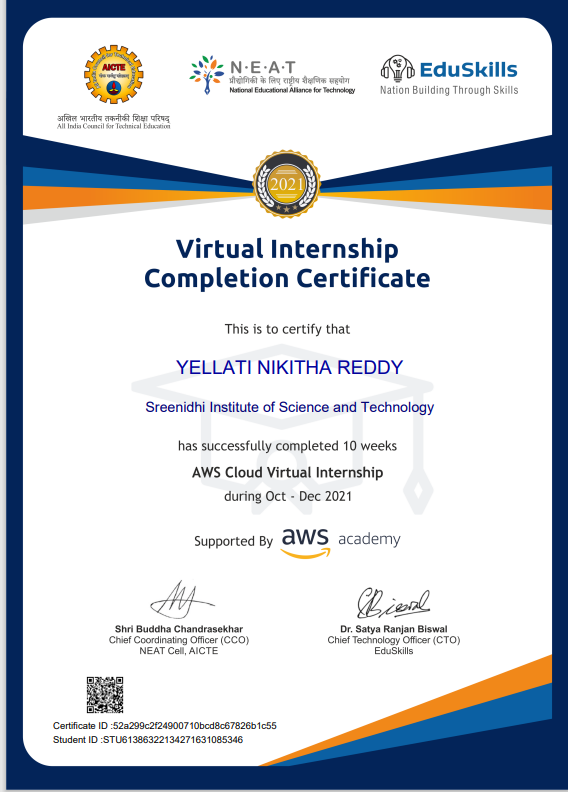 AICTE
अखिल भारतीय तकनीकी शिक्षा परिषद्
All India Council for Technical Education
N·E·A·T
प्रौद्योगिकी के लिए राष्ट्रीय शैक्षणिक सहयोग
National Educational Alliance for Technology
EduSkills
Nation Building Through Skills
2021
Virtual Internship
Completion Certificate
This is to certify that
YELLATI NIKITHA REDDY
Sreenidhi Institute of Science and Technology
has successfully completed 10 weeks
AWS Cloud Virtual Internship
during Oct - Dec 2021
Supported By aws academy
Shri Buddha Chandrasekhar
Chief Coordinating Officer (CCO)
NEAT Cell, AICTE
Dr. Satya Ranjan Biswal
Chief Technology Officer (CTO)
EduSkills
Certificate ID :52a299c2f24900710bcd8c67826b1c55
Student ID :STU61386322134271631085346